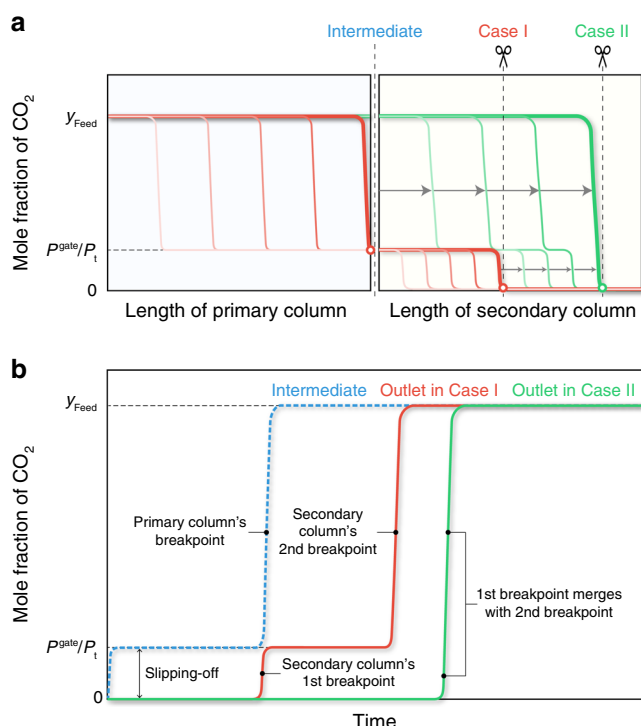 a
Intermediate Case I Case II
Mole fraction of CO₂
yFeed
Pgate/Pt
0
Length of primary column Length of secondary column
b
Mole fraction of CO₂
yFeed
Intermediate Outlet in Case I Outlet in Case II
Primary column's
breakpoint
Secondary
column's
2nd breakpoint
1st breakpoint merges
with 2nd breakpoint
Pgate/Pt
Slipping-off
Secondary column's
1st breakpoint
0
Time